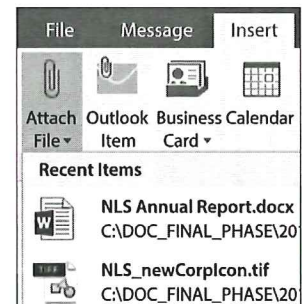 File Message Insert
Attach Outlook Business Calendar
File Item Card
Recent Items
NLS Annual Report.docx
C:\DOC_FINAL_PHASE\20
NLS_newCorpIcon.tif
C:\DOC_FINAL_PHASE\20